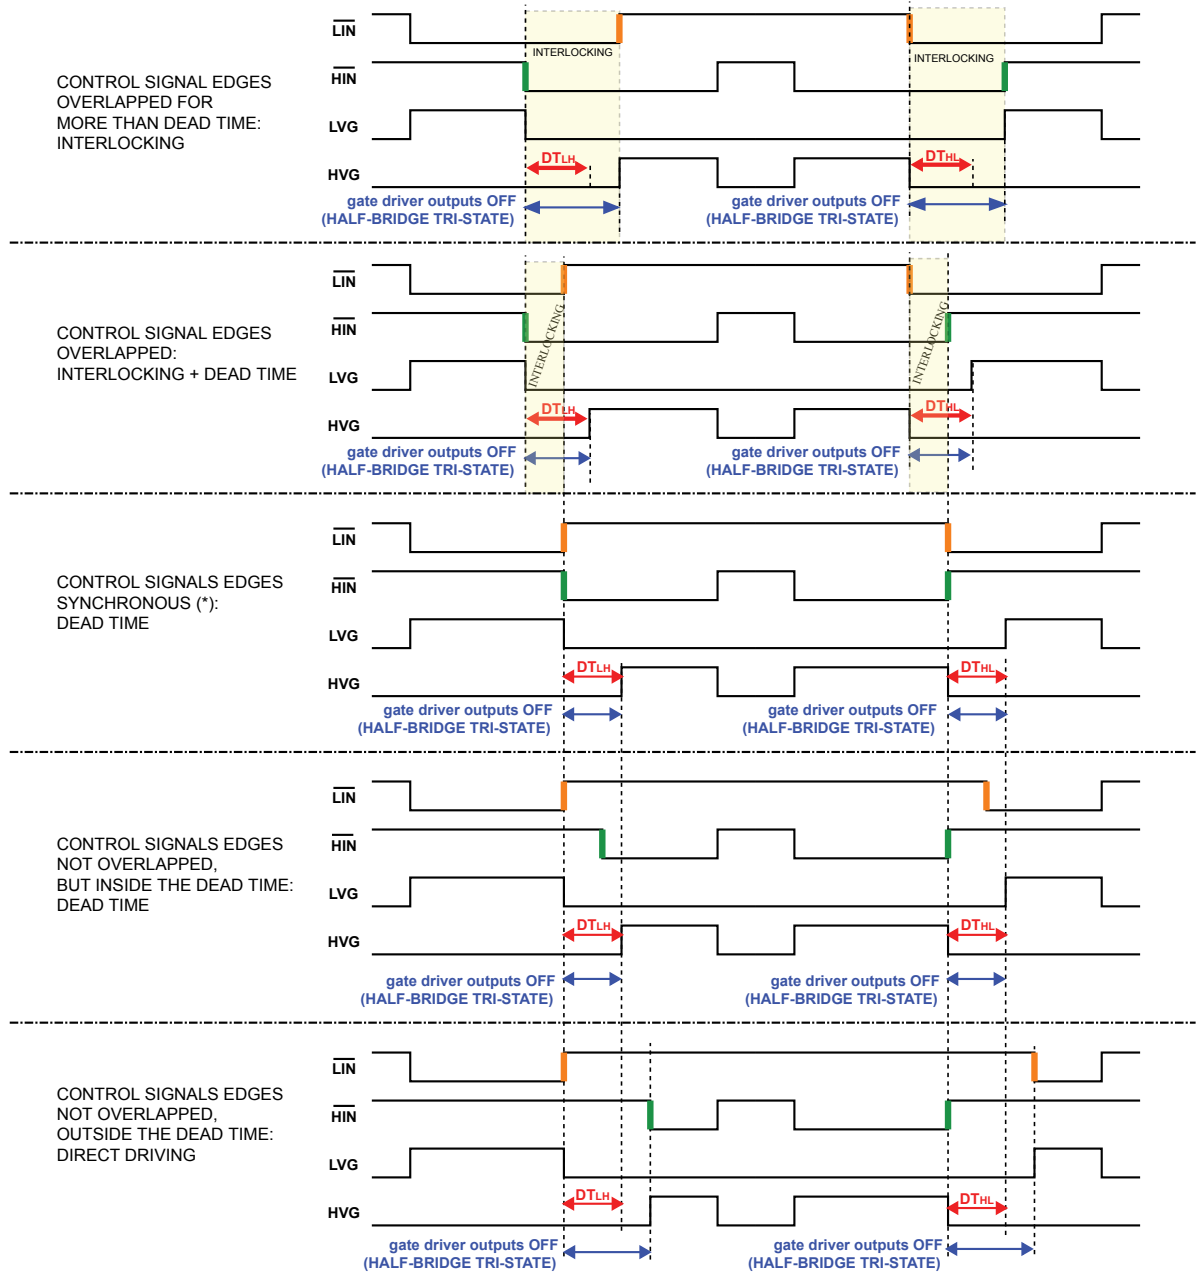 LIN
INTERLOCKING
INTERLOCKING
HIN
CONTROL SIGNAL EDGES
OVERLAPPED FOR
MORE THAN DEAD TIME:
INTERLOCKING
LVG
DTLH
DTHL
HVG
gate driver outputs OFF
(HALF-BRIDGE TRI-STATE)
gate driver outputs OFF
(HALF-BRIDGE TRI-STATE)
LIN
HIN
CONTROL SIGNAL EDGES
OVERLAPPED:
INTERLOCKING + DEAD TIME
INTERLOCKING
INTERLOCKING
LVG
DTLH
DTHL
HVG
gate driver outputs OFF
(HALF-BRIDGE TRI-STATE)
gate driver outputs OFF
(HALF-BRIDGE TRI-STATE)
LIN
HIN
CONTROL SIGNALS EDGES
SYNCHRONOUS (*):
DEAD TIME
LVG
DTLH
DTHL
HVG
gate driver outputs OFF
(HALF-BRIDGE TRI-STATE)
gate driver outputs OFF
(HALF-BRIDGE TRI-STATE)
LIN
HIN
CONTROL SIGNALS EDGES
NOT OVERLAPPED,
BUT INSIDE THE DEAD TIME:
DEAD TIME
LVG
DTLH
DTHL
HVG
gate driver outputs OFF
(HALF-BRIDGE TRI-STATE)
gate driver outputs OFF
(HALF-BRIDGE TRI-STATE)
LIN
HIN
CONTROL SIGNALS EDGES
NOT OVERLAPPED,
OUTSIDE THE DEAD TIME:
DIRECT DRIVING
LVG
DTLH
DTHL
HVG
gate driver outputs OFF
(HALF-BRIDGE TRI-STATE)
gate driver outputs OFF
(HALF-BRIDGE TRI-STATE)